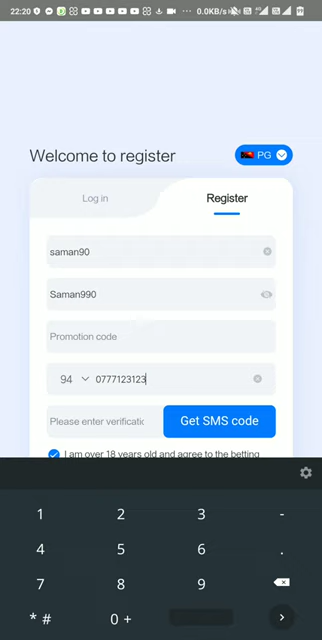 22:20 0.0KB/s
Welcome to register
PG
Log in
Register
saman90
Saman990
Promotion code
94 0777123123
Please enter verificatic
Get SMS code
I am over 18 years old and agree to the betting
1 2 3 -
4 5 6 .
7 8 9
* # 0 +